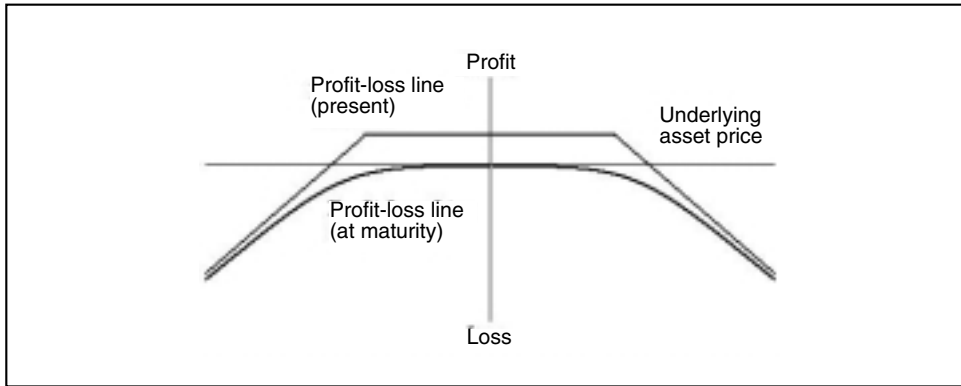 Profit
Profit-loss line
(present)
Underlying
asset price
Profit-loss line
(at maturity)
Loss